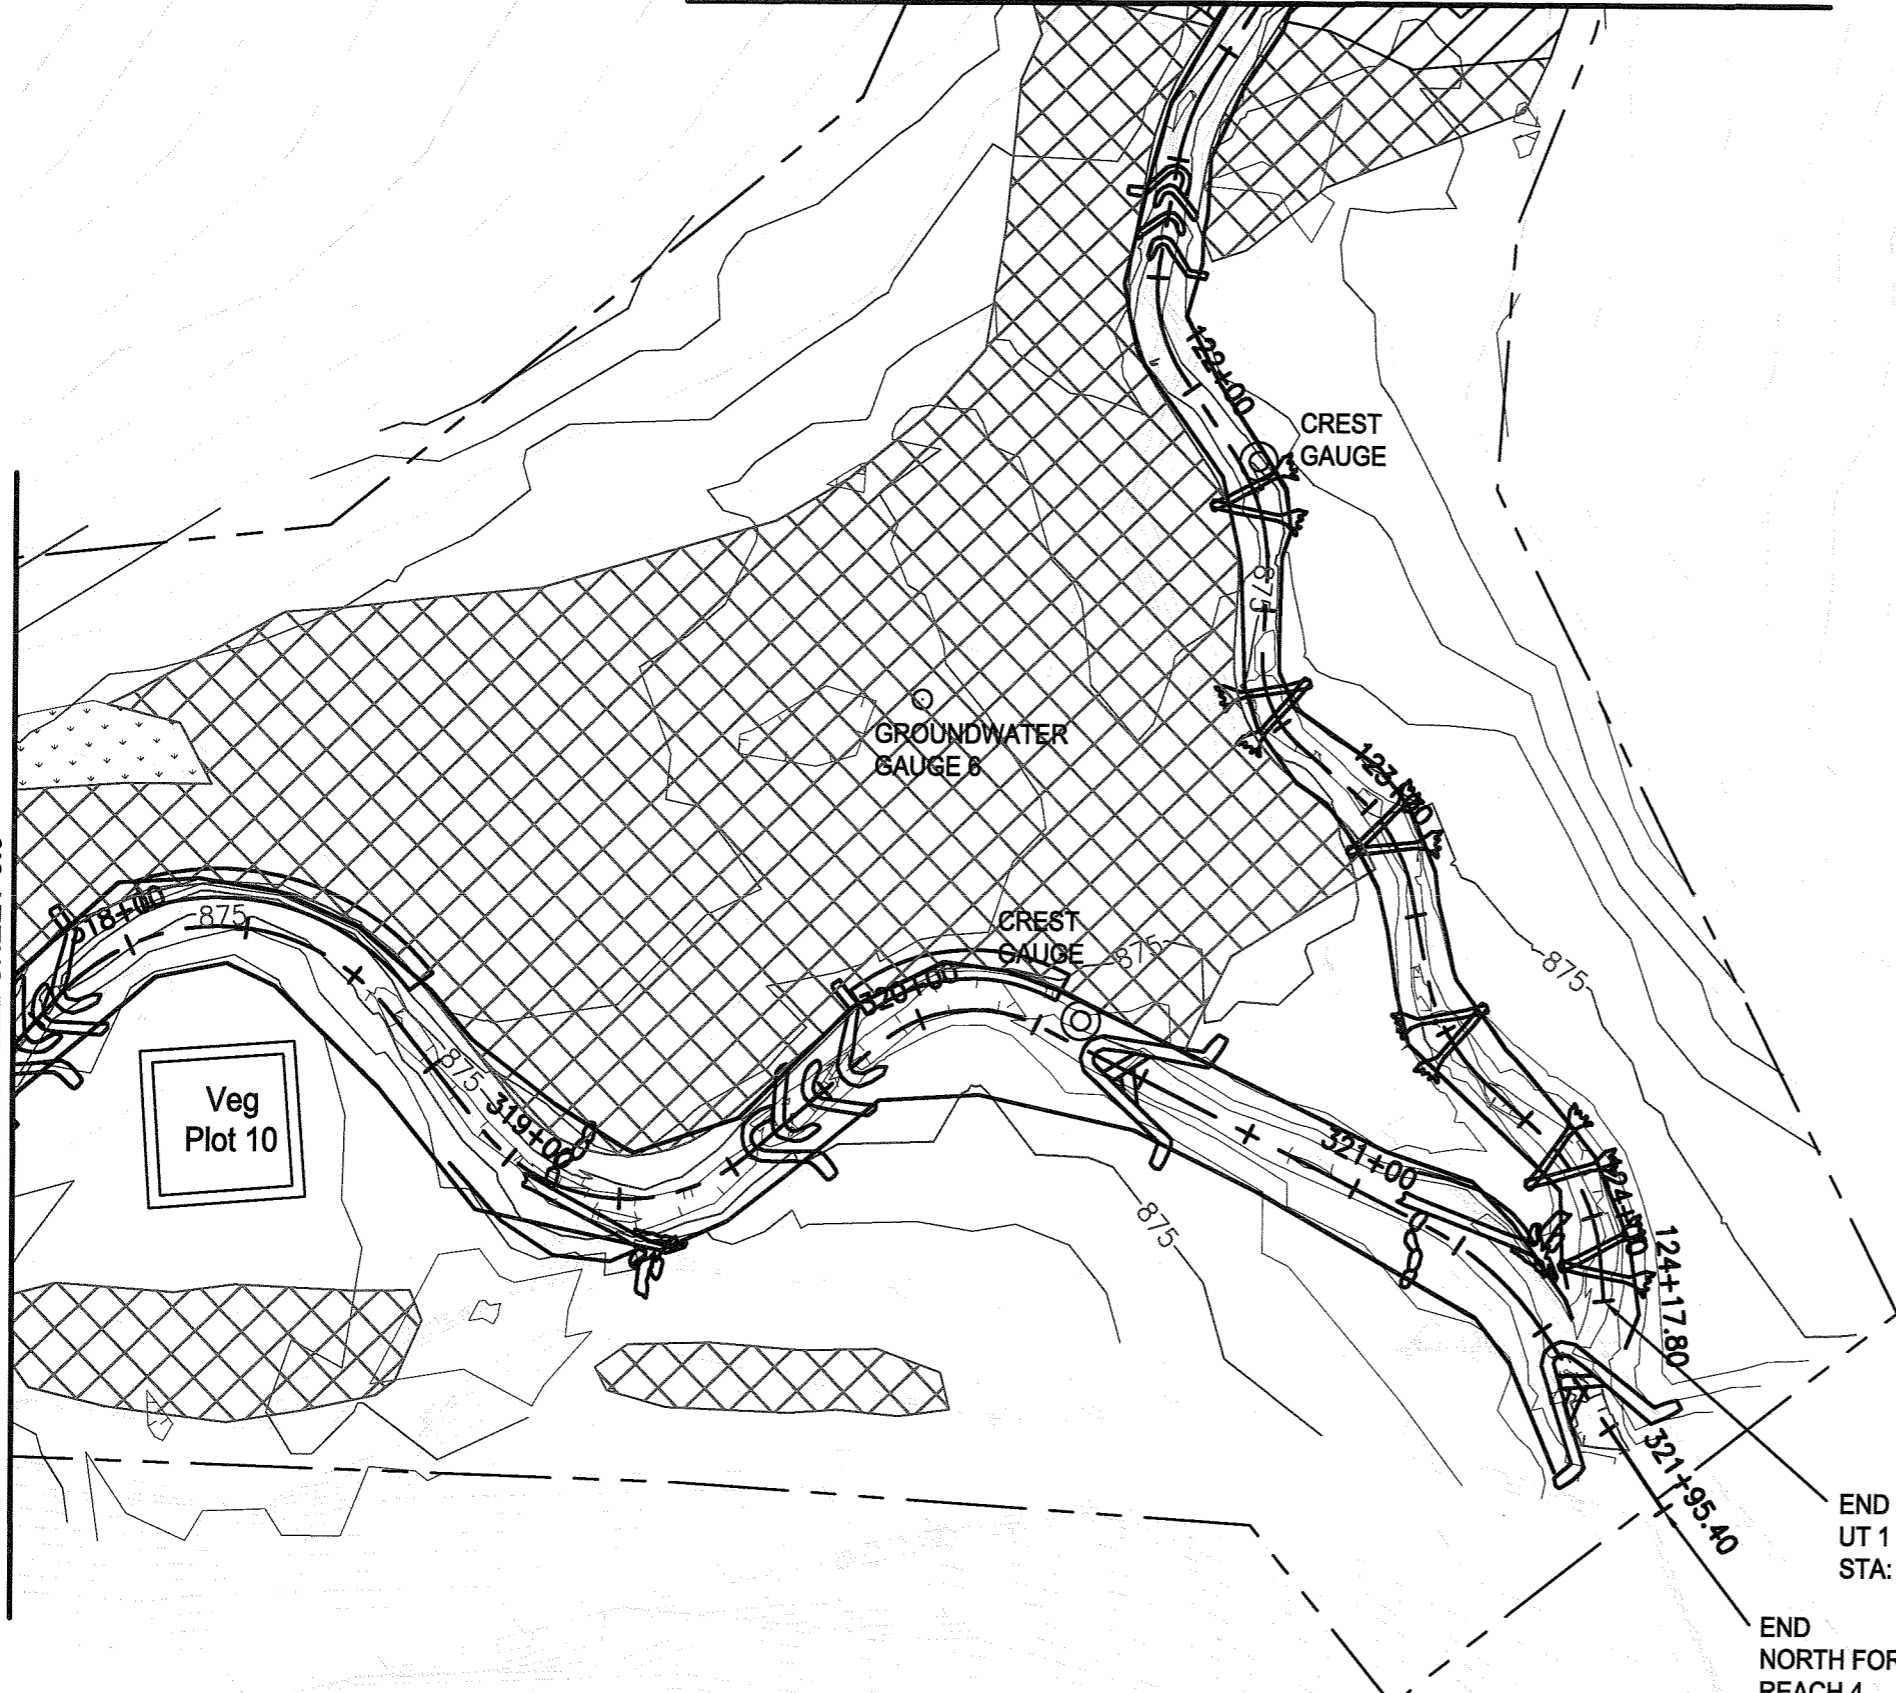 122+00
CREST
GAUGE
875
GROUNDWATER
GAUGE 6
123+00
318+00
875
CREST
GAUGE
875
875
320+00
875
Veg
Plot 10
319+00
321+00
875
124+00
124+17.80
321+95.40
END
UT 1
STA:
END
NORTH FOR
REACH 4